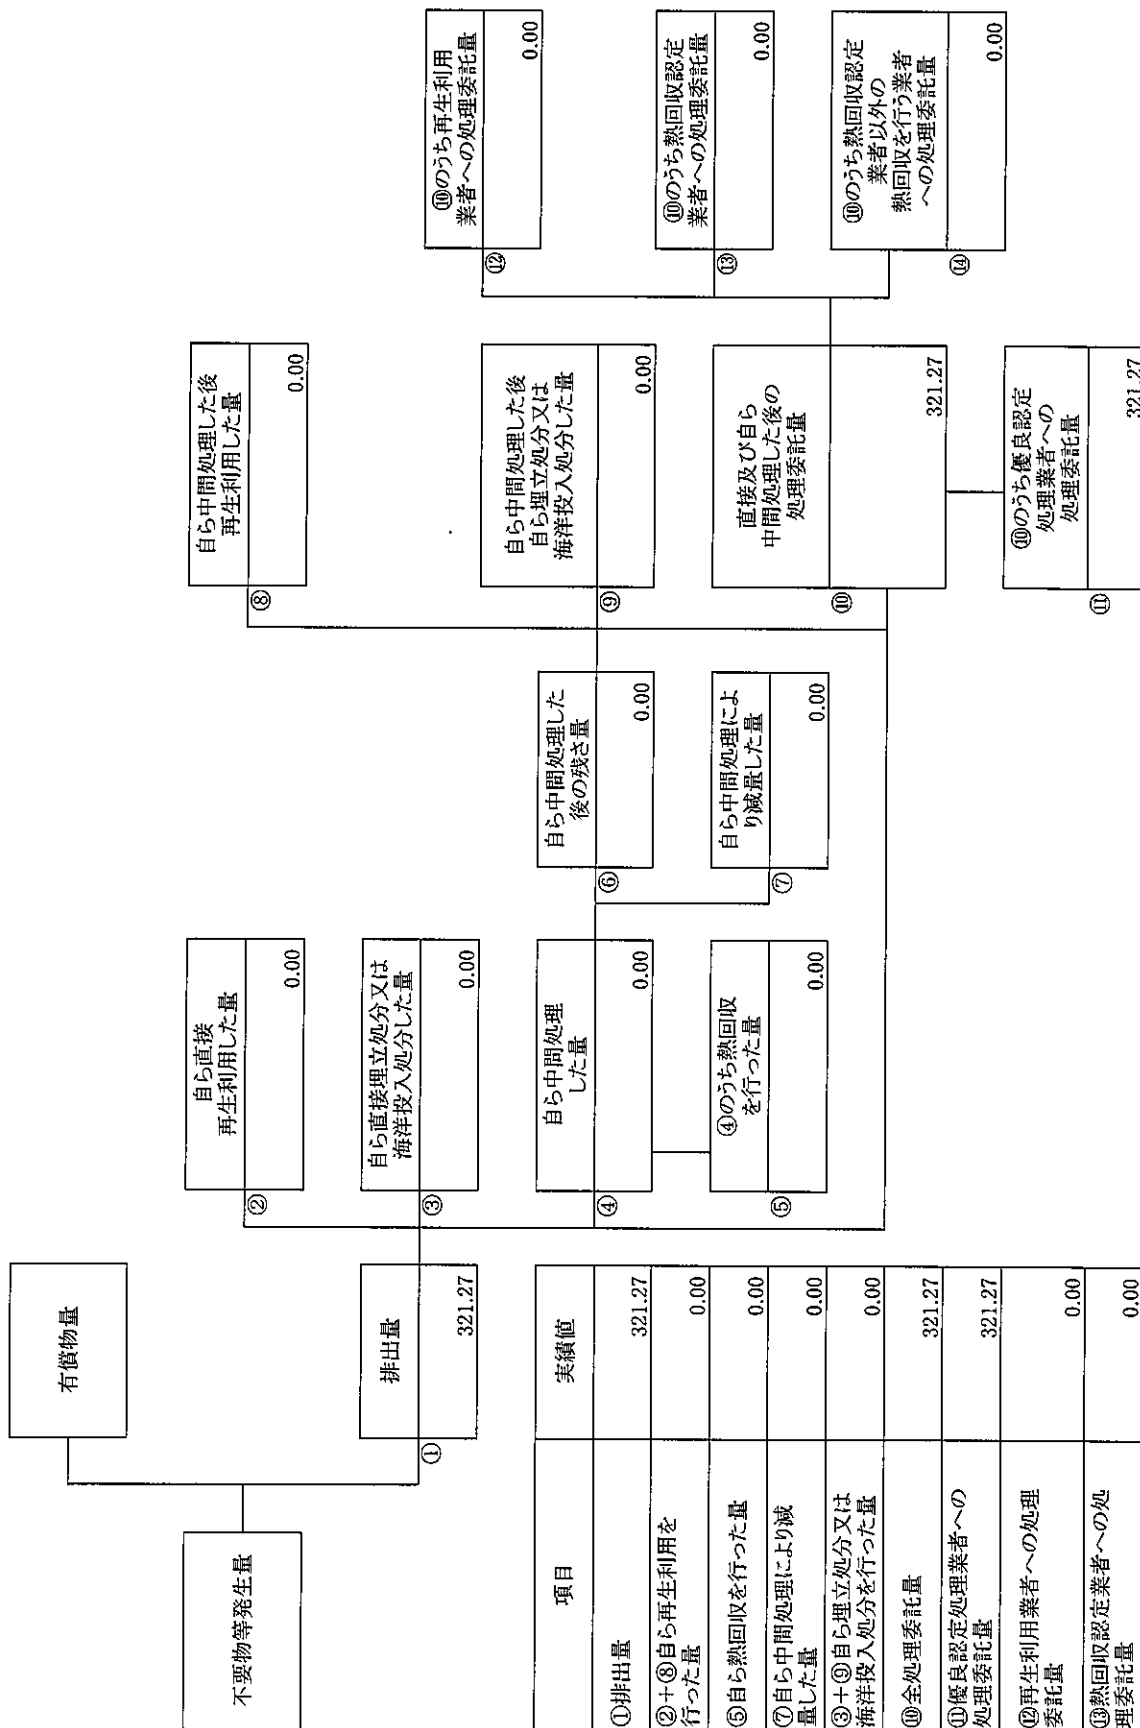 有償物量
不要物等発生量
排出量
①
321.27
自ら直接
再生利用した量
②
0.00
自ら直接埋立処分又は
海洋投入処分した量
③
0.00
自ら中間処理
した量
④
0.00
④のうち熱回収
を行った量
⑤
0.00
自ら中間処理した
後の残さ量
⑥
0.00
自ら中間処理によ
り減量した量
⑦
0.00
自ら中間処理した後
再生利用した量
⑧
0.00
自ら中間処理した後
自ら埋立処分又は
海洋投入処分した量
⑨
0.00
直接及び自ら
中間処理した後の
処理委託量
⑩
321.27
⑩のうち優良認定
処理業者への
処理委託量
⑪
321.27
⑩のうち再生利用
業者への処理委託量
⑫
0.00
⑩のうち熱回収認定
業者への処理委託量
⑬
0.00
⑩のうち熱回収認定
業者以外の
熱回収を行う業者
への処理委託量
⑭
0.00
項目 実績値
①排出量 321.27
②+⑧自ら再生利用を
行った量 0.00
⑤自ら熱回収を行った量 0.00
⑦自ら中間処理により減
量した量 0.00
③+⑨自ら埋立処分又は
海洋投入処分を行った量 0.00
⑩全処理委託量 321.27
⑪優良認定処理業者への
処理委託量 321.27
⑫再生利用業者への処理
委託量 0.00
⑬熱回収認定業者への処
理委託量 0.00